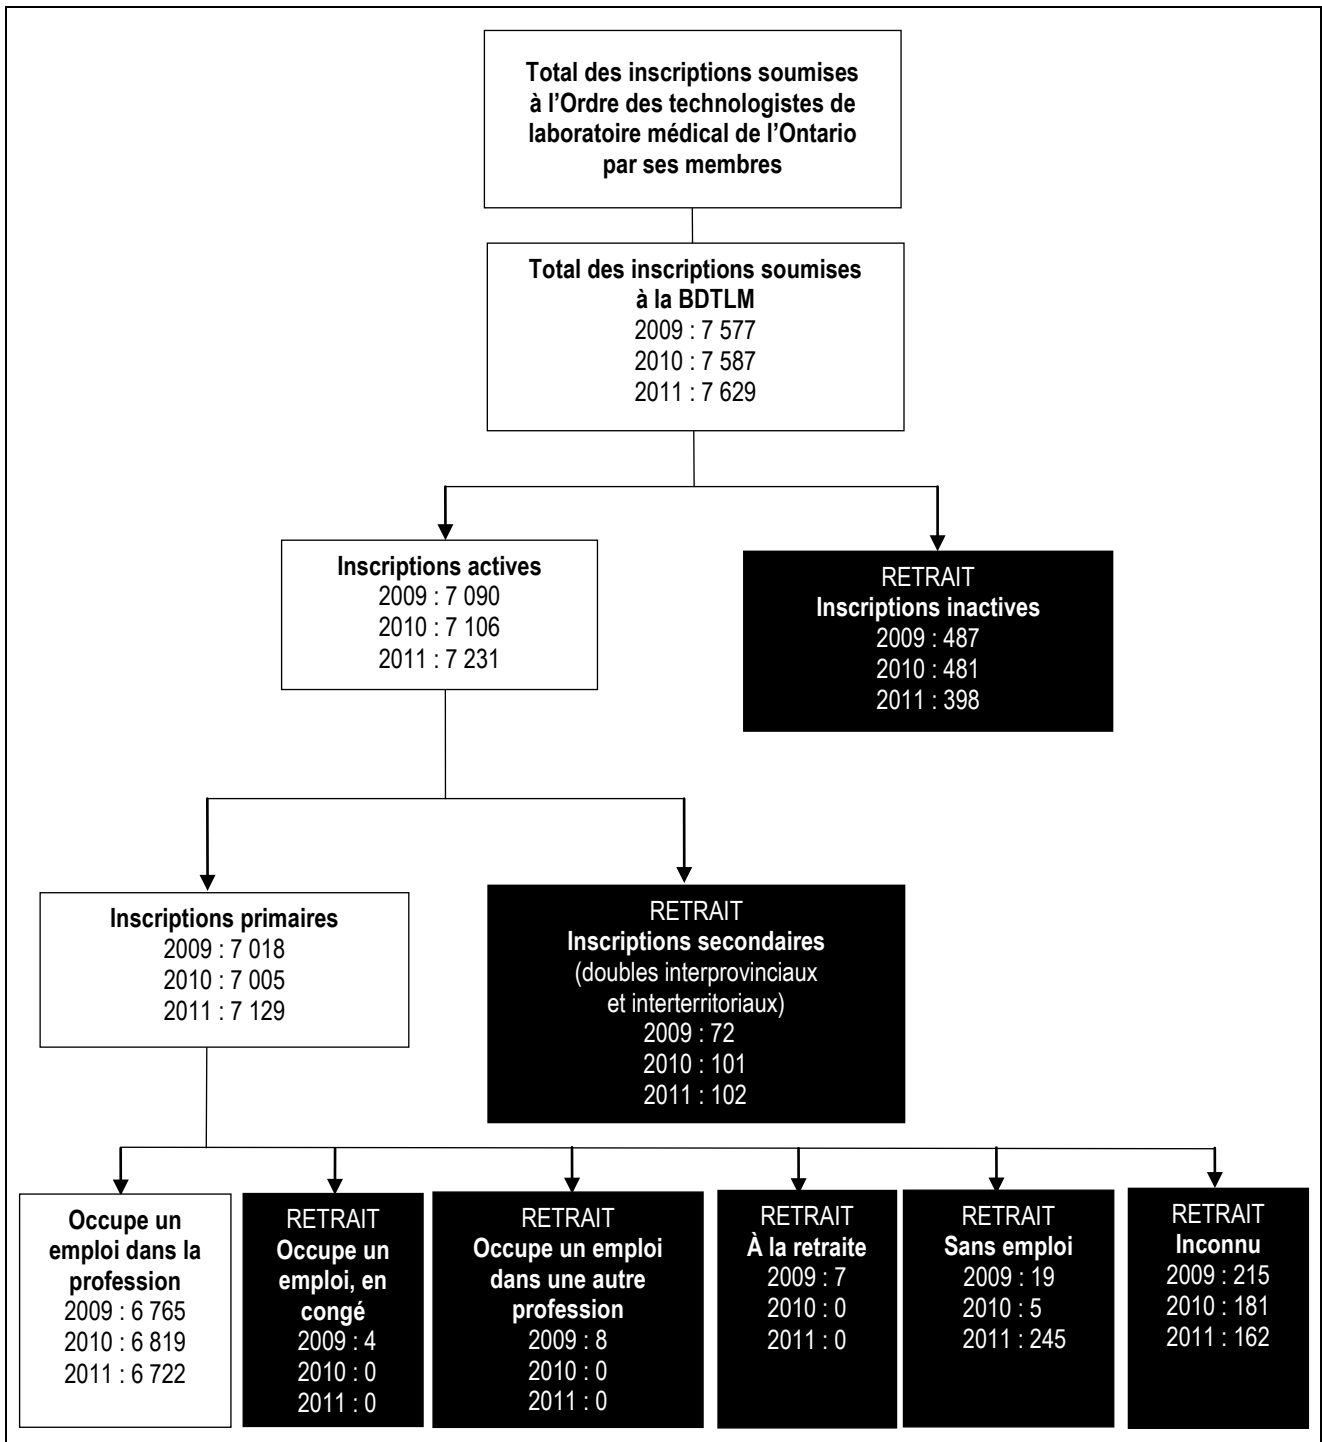 Total des inscriptions soumises
à l’Ordre des technologistes de
laboratoire médical de l’Ontario
par ses membres
Total des inscriptions soumises
à la BDTLM
2009 : 7 577
2010 : 7 587
2011 : 7 629
Inscriptions actives
2009 : 7 090
2010 : 7 106
2011 : 7 231
RETRAIT
Inscriptions inactives
2009 : 487
2010 : 481
2011 : 398
Inscriptions primaires
2009 : 7 018
2010 : 7 005
2011 : 7 129
RETRAIT
Inscriptions secondaires
(doubles interprovinciaux
et interterritoriaux)
2009 : 72
2010 : 101
2011 : 102
Occupe un
emploi dans la
profession
2009 : 6 765
2010 : 6 819
2011 : 6 722
RETRAIT
Occupe un
emploi, en
congé
2009 : 4
2010 : 0
2011 : 0
RETRAIT
Occupe un emploi
dans une autre
profession
2009 : 8
2010 : 0
2011 : 0
RETRAIT
À la retraite
2009 : 7
2010 : 0
2011 : 0
RETRAIT
Sans emploi
2009 : 19
2010 : 5
2011 : 245
RETRAIT
Inconnu
2009 : 215
2010 : 181
2011 : 162